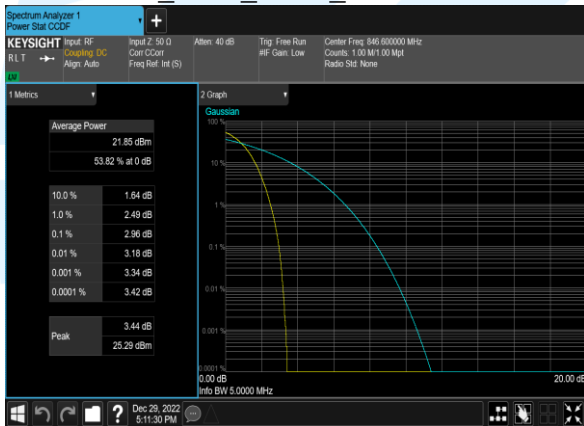 Spectrum Analyzer 1
Power Stat CCDF
KEYSIGHT
Input: RF
Input Z: 50 Ω
Atten: 40 dB
Trig: Free Run
Center Freq: 846.600000 MHz
RLT
Coupling: DC
Corr CCorr
#IF Gain: Low
Counts: 1.00 M/1.00 Mpt
Align: Auto
Freq Ref: Int (S)
Radio Std: None
1 Metrics
2 Graph
Gaussian
Average Power
21.85 dBm
53.82 % at 0 dB
10.0 % 1.64 dB
1.0 % 2.49 dB
0.1 % 2.96 dB
0.01 % 3.18 dB
0.001 % 3.34 dB
0.0001 % 3.42 dB
Peak
3.44 dB
25.29 dBm
100 %
10 %
1 %
0.1 %
0.01 %
0.001 %
0.0001 %
0.00 dB
20.00 dB
Info BW 5.0000 MHz
?
Dec 29, 2022
5:11:30 PM